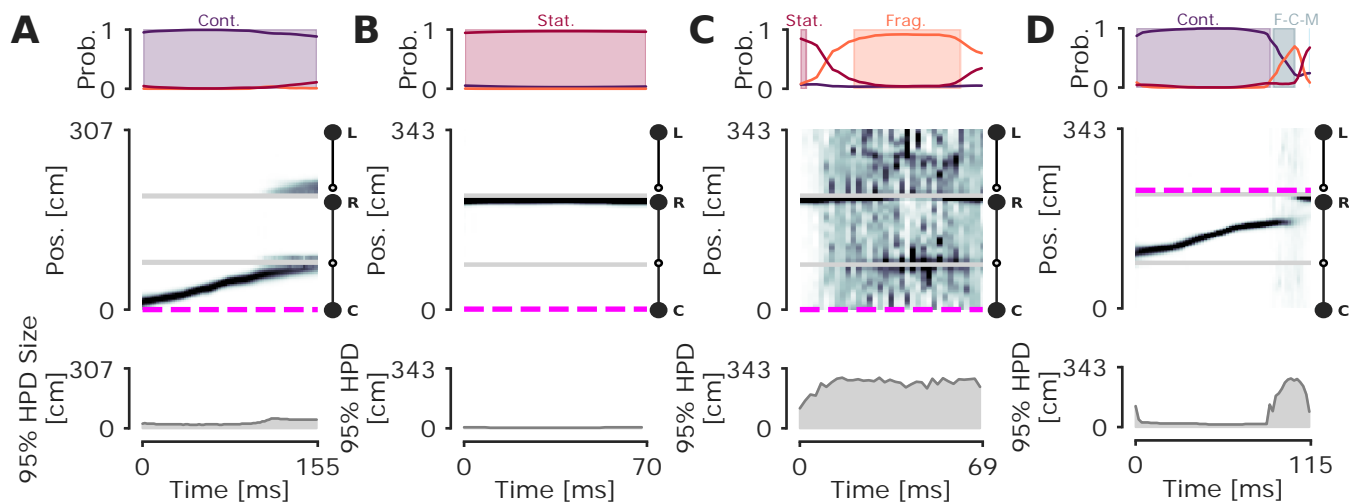 A
Cont.
Prob.
1
0
307
Pos. [cm]
0
L
R
C
95% HPD Size
[cm]
307
0
0
155
Time [ms]
B
Stat.
Prob.
1
0
343
Pos. [cm]
0
L
R
C
95% HPD
[cm]
343
0
0
70
Time [ms]
C
Stat.
Frag.
Prob.
1
0
343
Pos. [cm]
0
L
R
C
95% HPD
[cm]
343
0
0
69
Time [ms]
D
Cont.
F-C-M
Prob.
1
0
343
Pos. [cm]
0
L
R
C
95% HPD
[cm]
343
0
0
115
Time [ms]